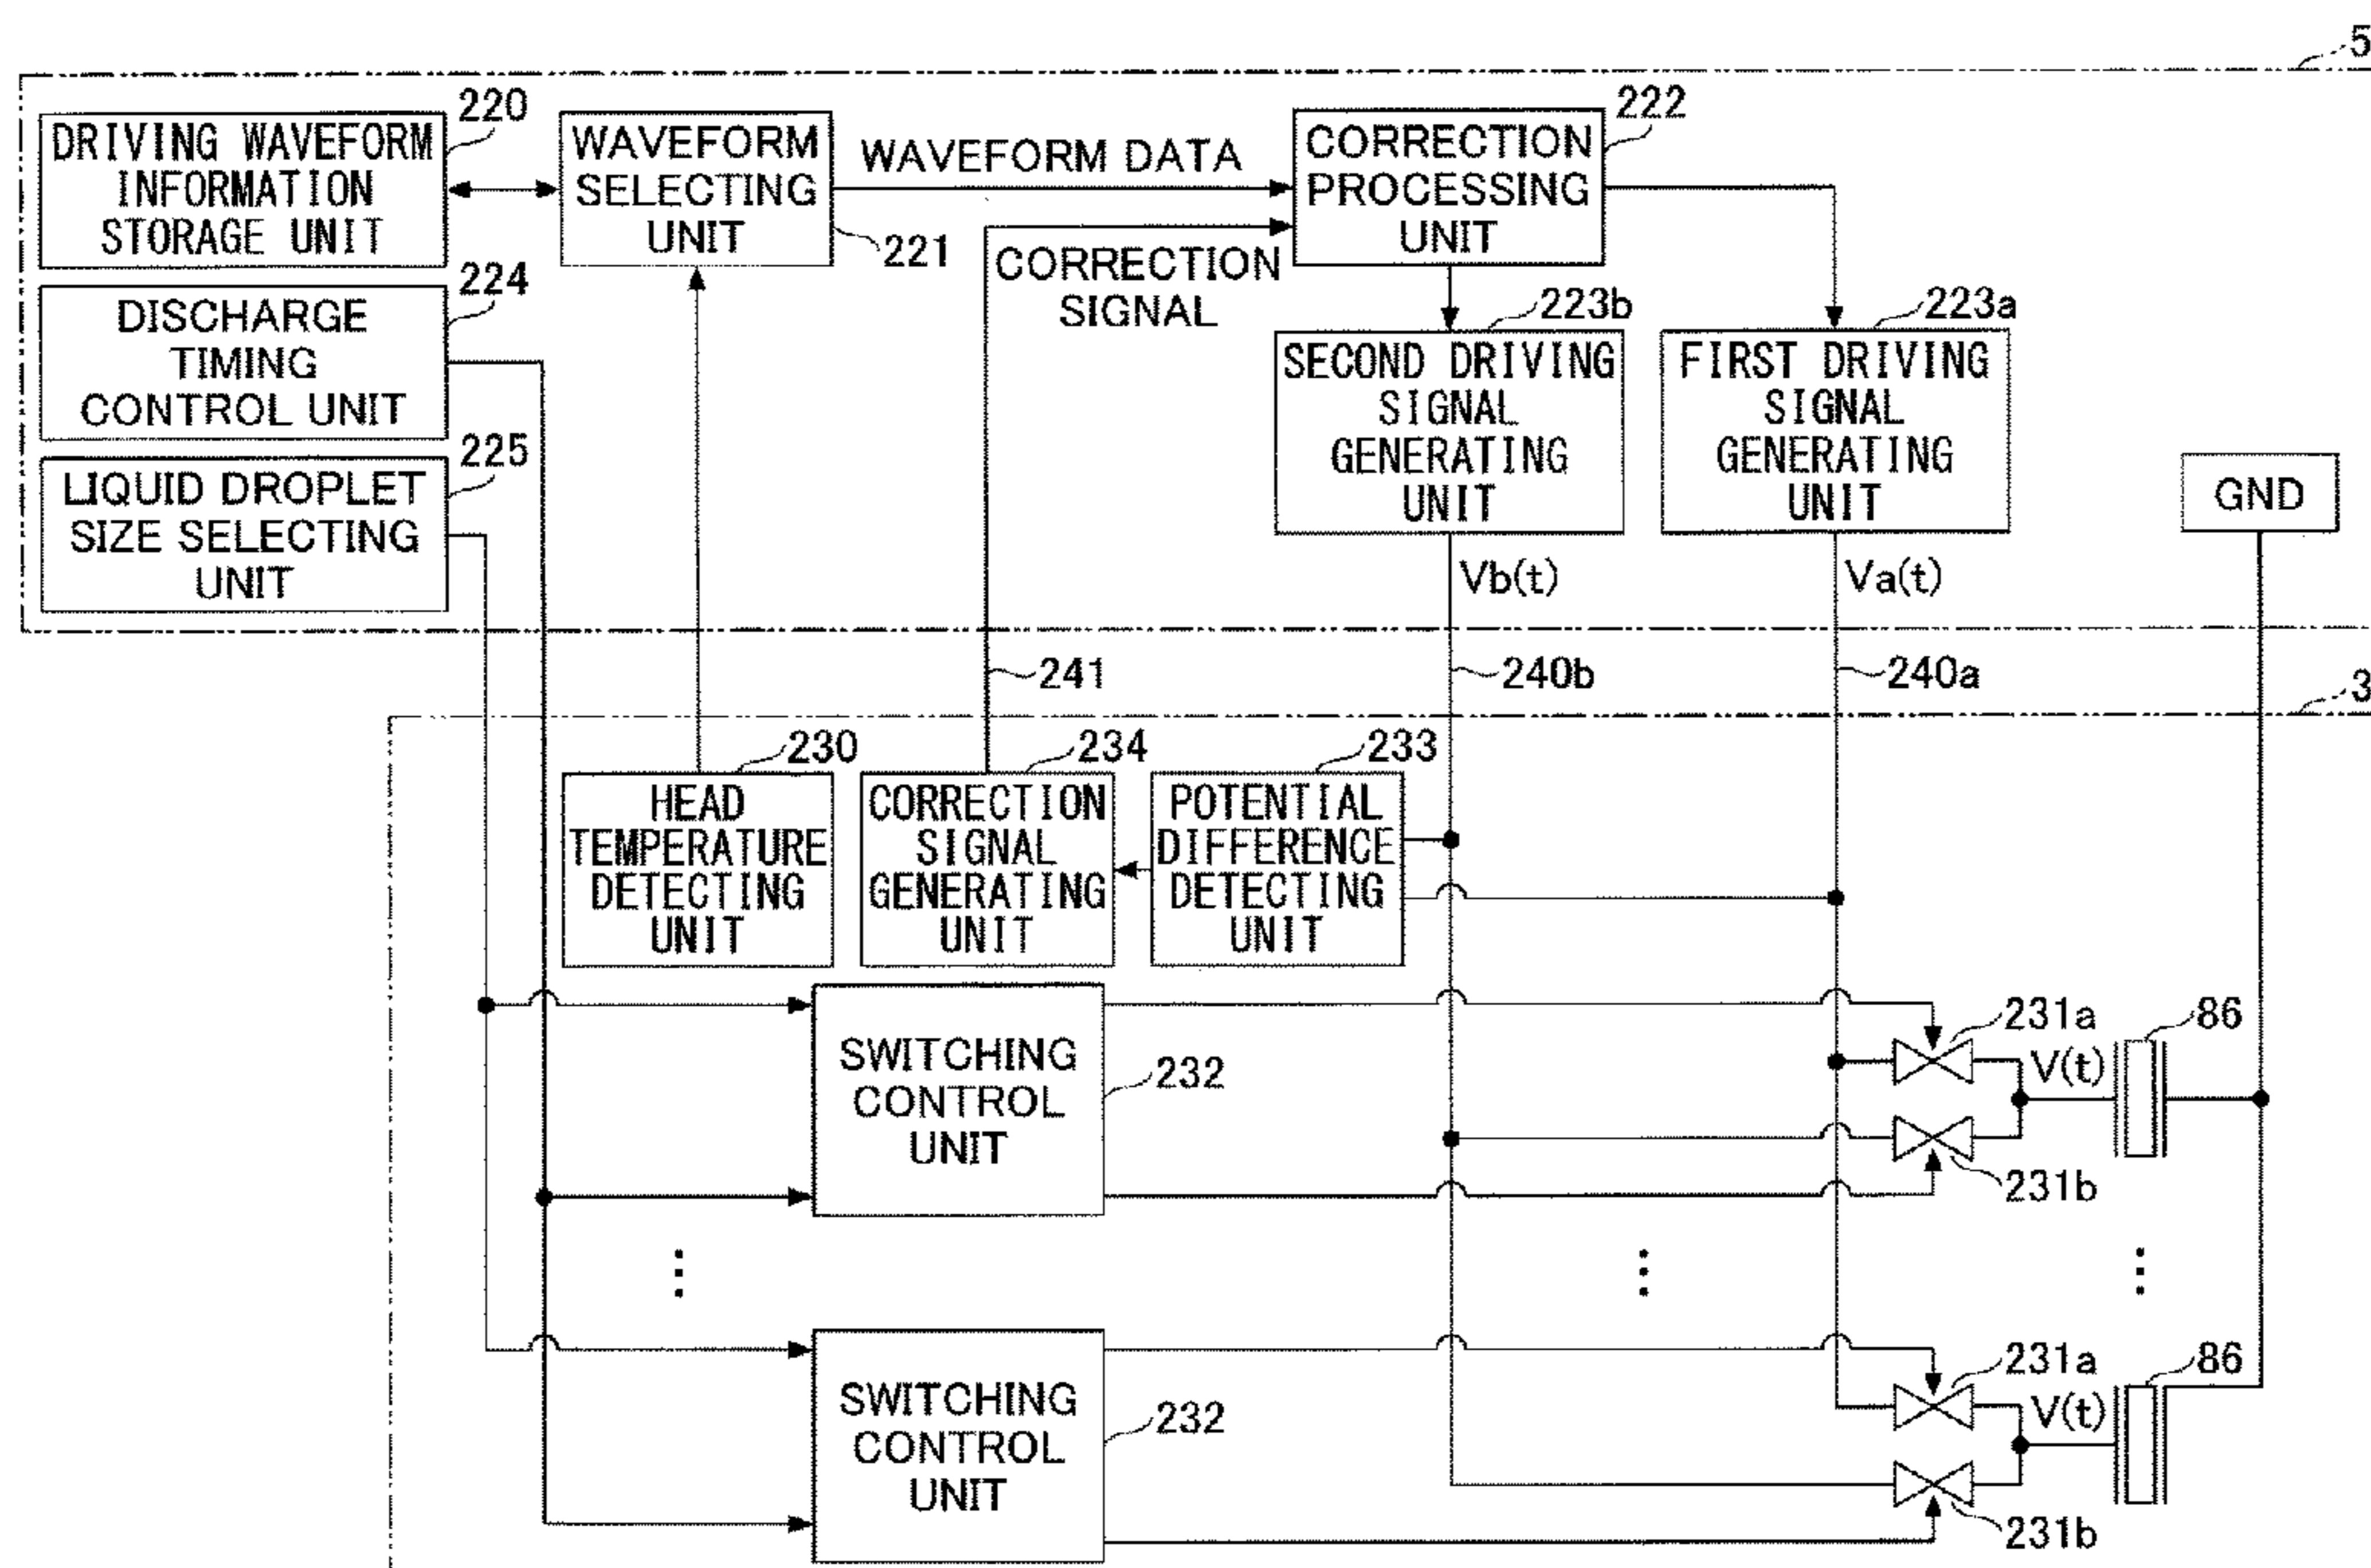 5
220
DRIVING WAVEFORM
INFORMATION
STORAGE UNIT
WAVEFORM
SELECTING
UNIT
221
WAVEFORM DATA
CORRECTION
SIGNAL
222
CORRECTION
PROCESSING
UNIT
224
DISCHARGE
TIMING
CONTROL UNIT
225
LIQUID DROPLET
SIZE SELECTING
UNIT
223b
SECOND DRIVING
SIGNAL
GENERATING
UNIT
223a
FIRST DRIVING
SIGNAL
GENERATING
UNIT
GND
Vb(t)
Va(t)
241
240b
240a
3
230
HEAD
TEMPERATURE
DETECTING
UNIT
234
CORRECTION
SIGNAL
GENERATING
UNIT
233
POTENTIAL
DIFFERENCE
DETECTING
UNIT
SWITCHING
CONTROL
UNIT
232
231a
V(t)
86
231b
SWITCHING
CONTROL
UNIT
232
231a
V(t)
86
231b